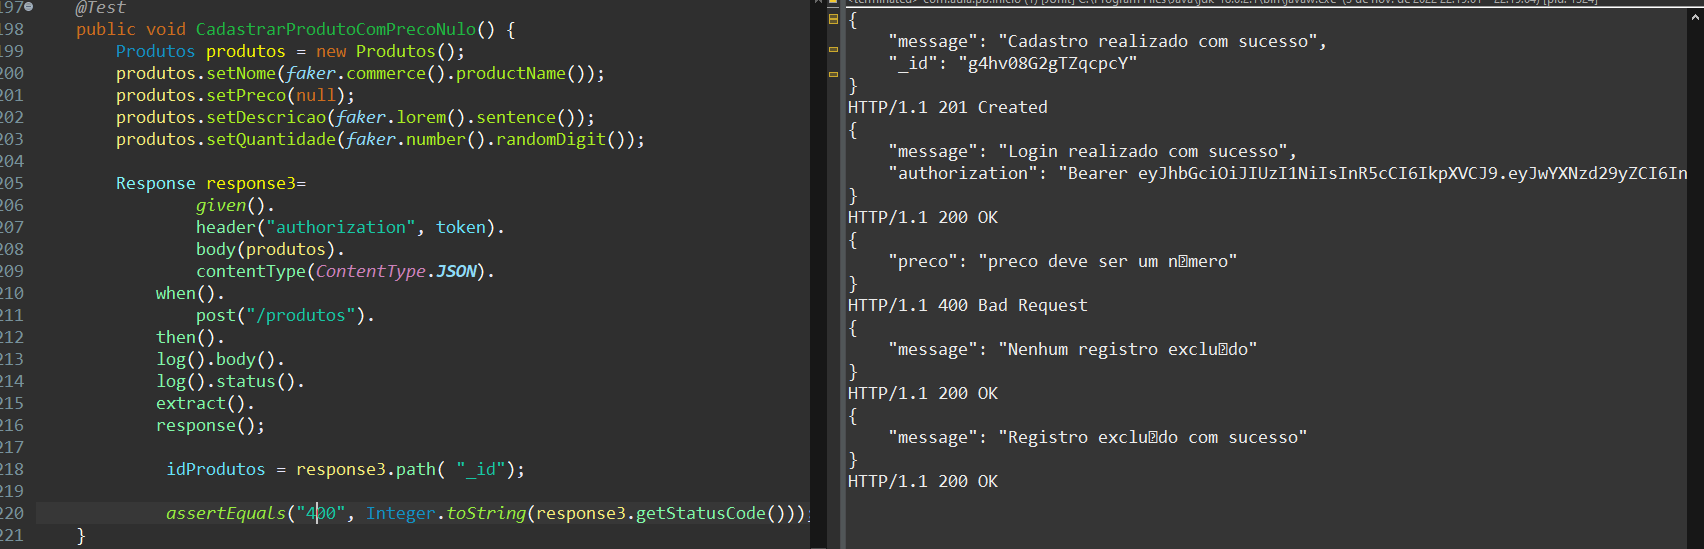 197 @Test
198 public void CadastrarProdutoComPrecoNulo() {
199 Produtos produtos = new Produtos();
200 produtos.setNome(faker.commerce().productName());
201 produtos.setPreco(null);
202 produtos.setDescricao(faker.lorem().sentence());
203 produtos.setQuantidade(faker.number().randomDigit());
204
205 Response response3=
206 given().
207 header("authorization", token).
208 body(produtos).
209 contentType(ContentType.JSON).
210 when().
211 post("/produtos").
212 then().
213 log().body().
214 log().status().
215 extract().
216 response();
217
218 idProdutos = response3.path( "_id");
219
220 assertEquals("400", Integer.toString(response3.getStatusCode()));
221 }
{
"message": "Cadastro realizado com sucesso",
"_id": "g4hv08G2gTZqcpcY"
}
HTTP/1.1 201 Created
{
"message": "Login realizado com sucesso",
"authorization": "Bearer eyJhbGciOiJIUzI1NiIsInR5cCI6IkpXVCJ9.eyJwYXNzd29yZCI6In
}
HTTP/1.1 200 OK
{
"preco": "preco deve ser um n�mero"
}
HTTP/1.1 400 Bad Request
{
"message": "Nenhum registro exclu�do"
}
HTTP/1.1 200 OK
{
"message": "Registro exclu�do com sucesso"
}
HTTP/1.1 200 OK